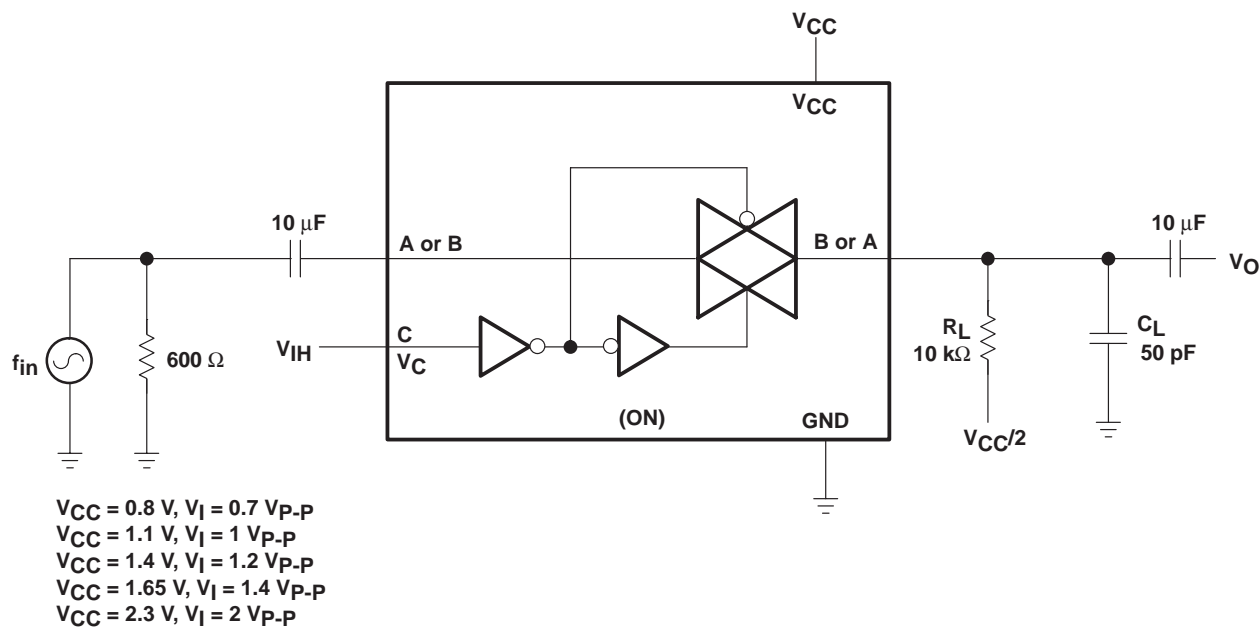 VCC
VCC
10 μF
A or B
B or A
10 μF
VO
fin
600 Ω
VIH
C
VC
RL
10 kΩ
CL
50 pF
(ON)
GND
VCC/2
VCC = 0.8 V, VI = 0.7 VP-P
VCC = 1.1 V, VI = 1 VP-P
VCC = 1.4 V, VI = 1.2 VP-P
VCC = 1.65 V, VI = 1.4 VP-P
VCC = 2.3 V, VI = 2 VP-P